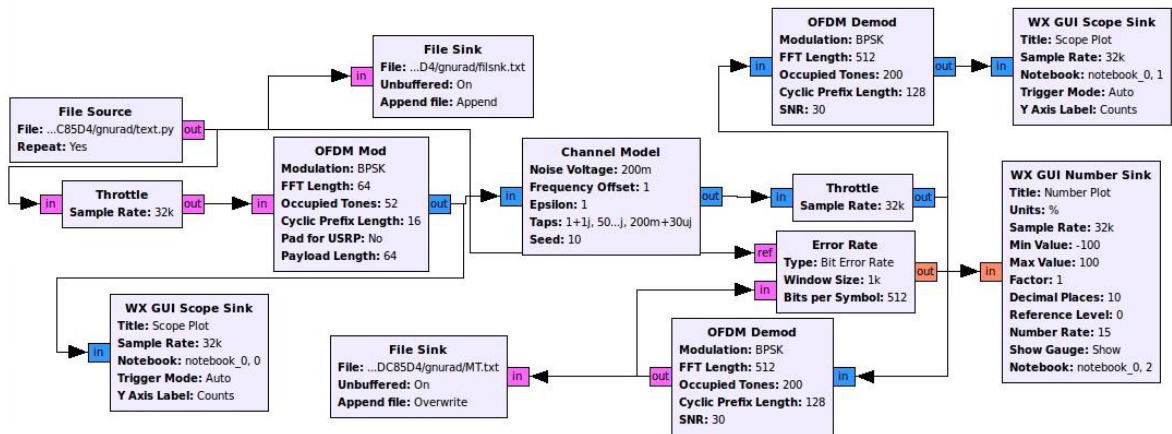 File Source
File: ...C85D4/gnurad/text.py
Repeat: Yes
out
File Sink
in
File: ...D4/gnurad/filsnk.txt
Unbuffered: On
Append file: Append
in
Throttle
Sample Rate: 32k
out
OFDM Mod
in
Modulation: BPSK
FFT Length: 64
Occupied Tones: 52
Cyclic Prefix Length: 16
Pad for USRP: No
Payload Length: 64
out
Channel Model
in
Noise Voltage: 200m
Frequency Offset: 1
Epsilon: 1
Taps: 1+1j, 50...j, 200m+30uj
Seed: 10
out
in
Throttle
Sample Rate: 32k
out
OFDM Demod
in
Modulation: BPSK
FFT Length: 512
Occupied Tones: 200
Cyclic Prefix Length: 128
SNR: 30
out
WX GUI Scope Sink
in
Title: Scope Plot
Sample Rate: 32k
Notebook: notebook_0, 1
Trigger Mode: Auto
Y Axis Label: Counts
ref
in
Error Rate
Type: Bit Error Rate
Window Size: 1k
Bits per Symbol: 512
out
WX GUI Number Sink
in
Title: Number Plot
Units: %
Sample Rate: 32k
Min Value: -100
Max Value: 100
Factor: 1
Decimal Places: 10
Reference Level: 0
Number Rate: 15
Show Gauge: Show
Notebook: notebook_0, 2
WX GUI Scope Sink
in
Title: Scope Plot
Sample Rate: 32k
Notebook: notebook_0, 0
Trigger Mode: Auto
Y Axis Label: Counts
File Sink
File: ...DC85D4/gnurad/MT.txt
Unbuffered: On
Append file: Overwrite
in
OFDM Demod
out
Modulation: BPSK
FFT Length: 512
Occupied Tones: 200
Cyclic Prefix Length: 128
SNR: 30
in